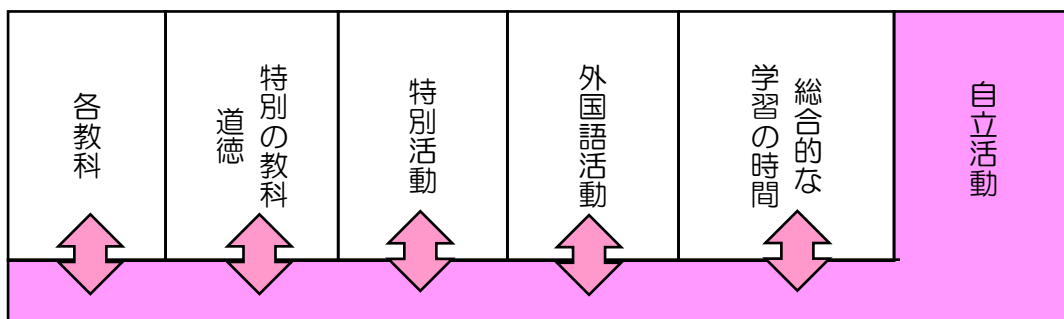 各教科
特別の教科
道徳
特別活動
外国語活動
総合的な
学習の時間
自立活動